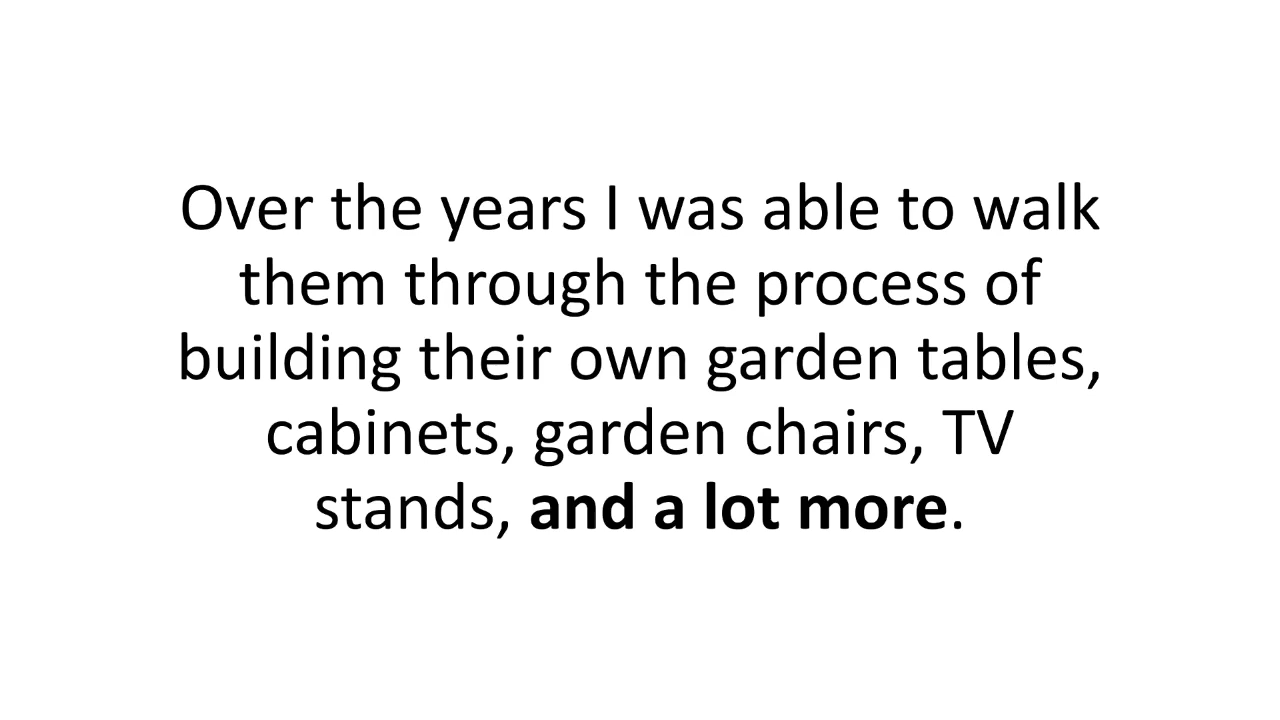 Over the years I was able to walk
them through the process of
building their own garden tables,
cabinets, garden chairs, TV
stands, and a lot more.